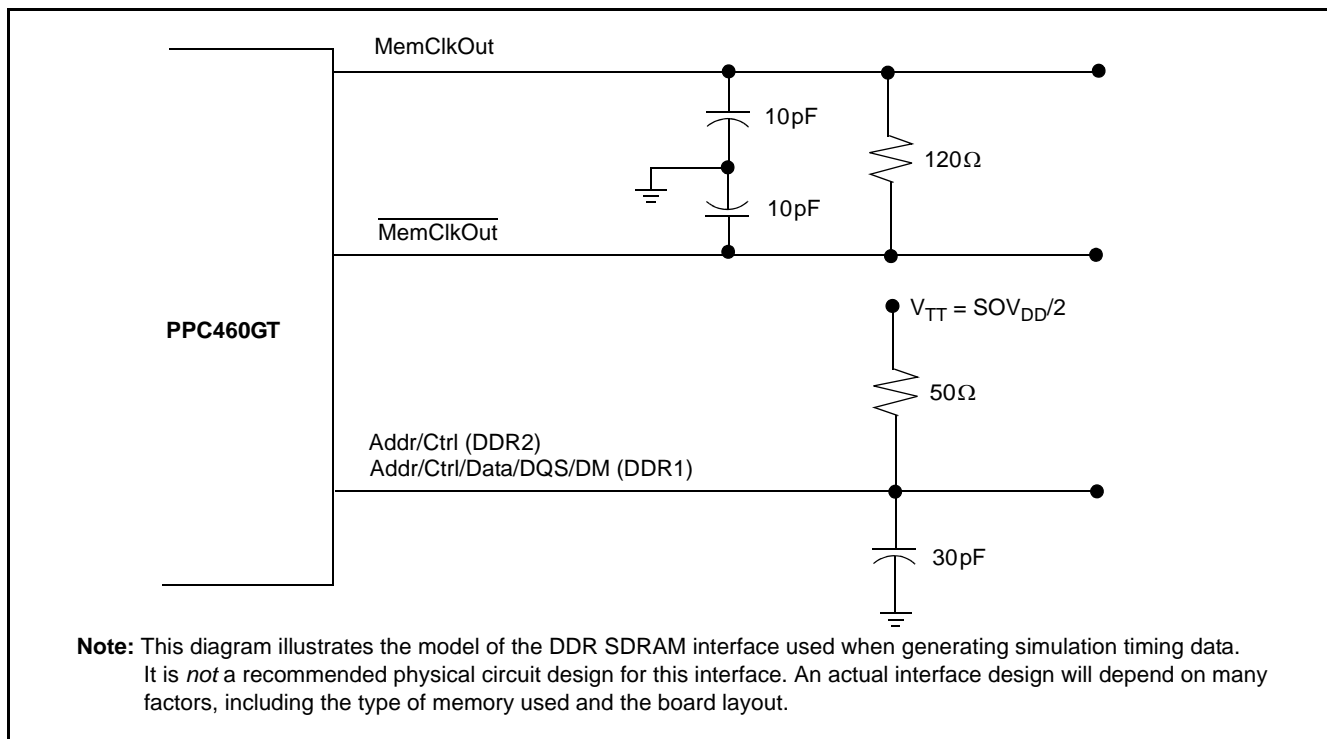 MemClkOut
10pF
120Ω
10pF
MemClkOut
V_TT = SOV_DD/2
PPC460GT
50Ω
Addr/Ctrl (DDR2)
Addr/Ctrl/Data/DQS/DM (DDR1)
30pF
Note: This diagram illustrates the model of the DDR SDRAM interface used when generating simulation timing data.
It is not a recommended physical circuit design for this interface. An actual interface design will depend on many
factors, including the type of memory used and the board layout.